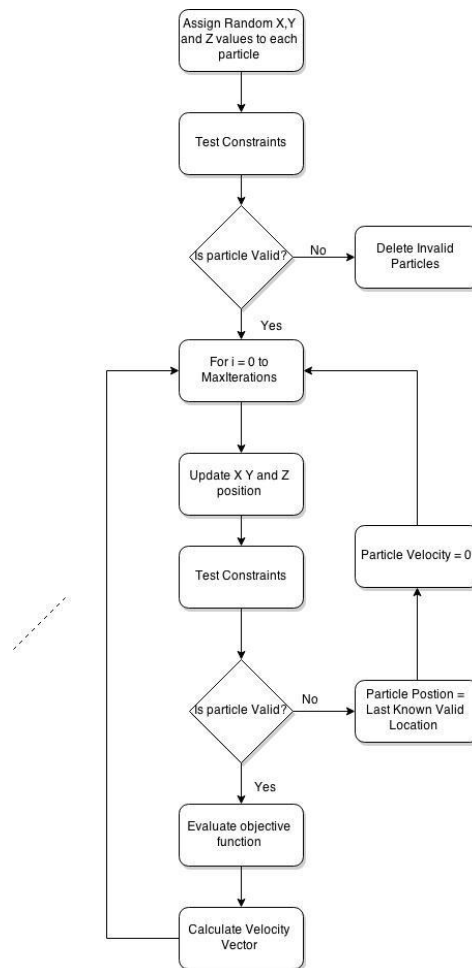 Assign Random X,Y
and Z values to each
particle
Test Constraints
Is particle Valid?
No
Delete Invalid
Particles
Yes
For i = 0 to
MaxIterations
Update X Y and Z
position
Particle Velocity = 0
Test Constraints
Is particle Valid?
No
Particle Postion =
Last Known Valid
Location
Yes
Evaluate objective
function
Calculate Velocity
Vector